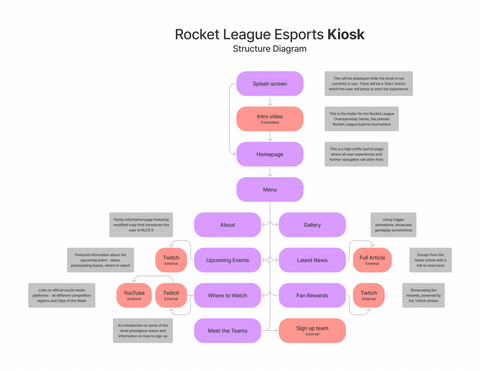 Rocket League Esports Kiosk
Structure Diagram
Splash screen
This will be displayed while the kiosk is not
currently in use. There will be a 'Start' button
which the user will press to start the experience.
Intro video
Embedded
This is the trailer for the Rocket League
Championship Series, the premier
Rocket League Esports tournament
Homepage
This is a high traffic launch page
where all user experiences and
further navigation will stem from
Menu
Purely informative page featuring
modified copy that introduces the
user to RLCS X
About
Gallery
Using trigger
animations, showcase
gameplay screenshots
Featured information about the
upcoming event - dates,
participating teams, where to watch
Twitch
External
Upcoming Events
Latest News
Full Article
External
Except from the
latest article with a
link to read more.
Links to official social media
platforms - all different competitive
regions and Clips of the Week
YouTube
External
Twitch
External
Where to Watch
Fan Rewards
Twitch
External
Showcasing fan
rewards, powered by
the Twitch stream
An introduction to some of the
most prestigious teams and
information on how to sign up.
Meet the Teams
Sign up team
External